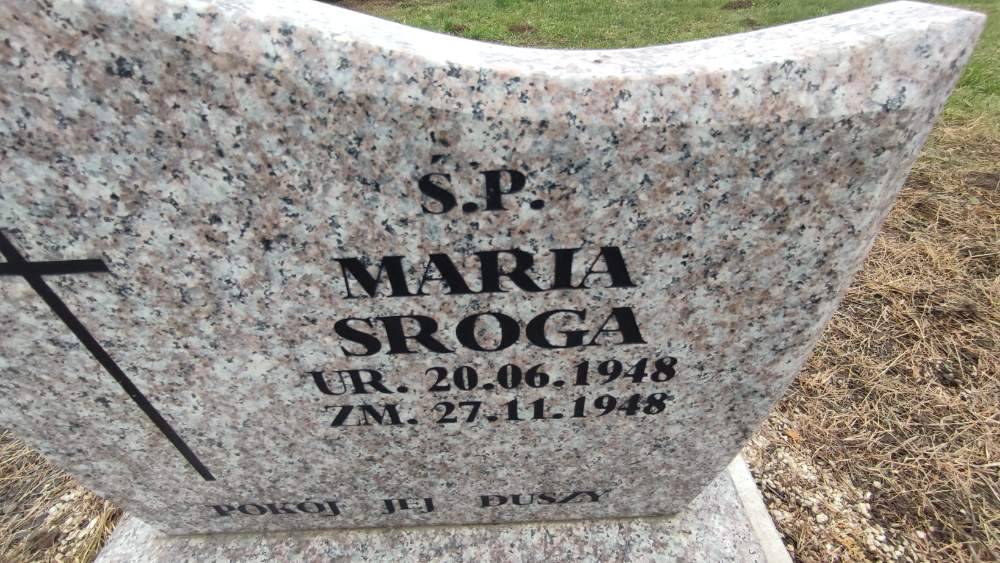 Ś.P.
MARIA
SROGA
UR. 20.06.1948
ZM. 27.11.1948
POKÓJ JEJ DUSZY